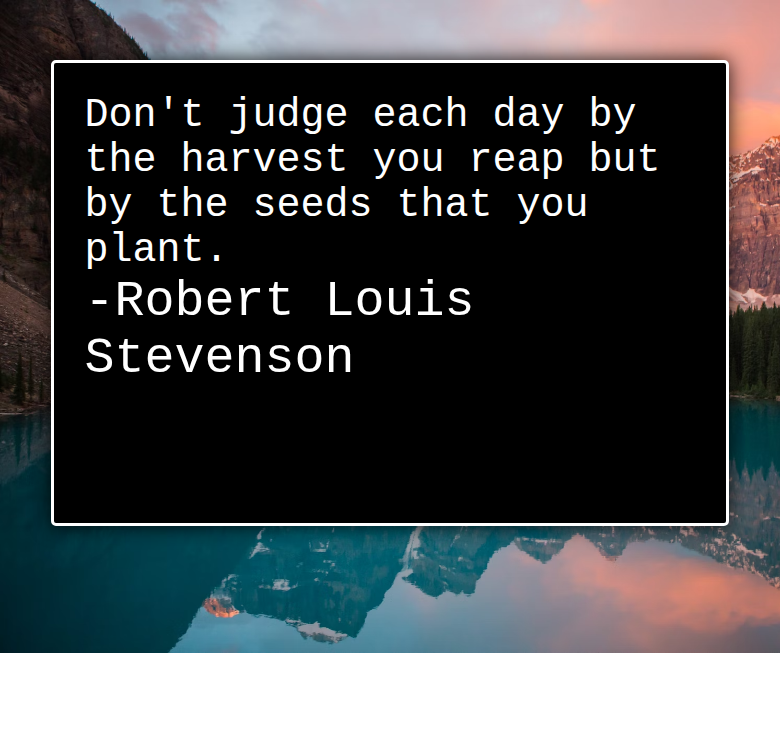 Don't judge each day by
the harvest you reap but
by the seeds that you
plant.
-Robert Louis
Stevenson